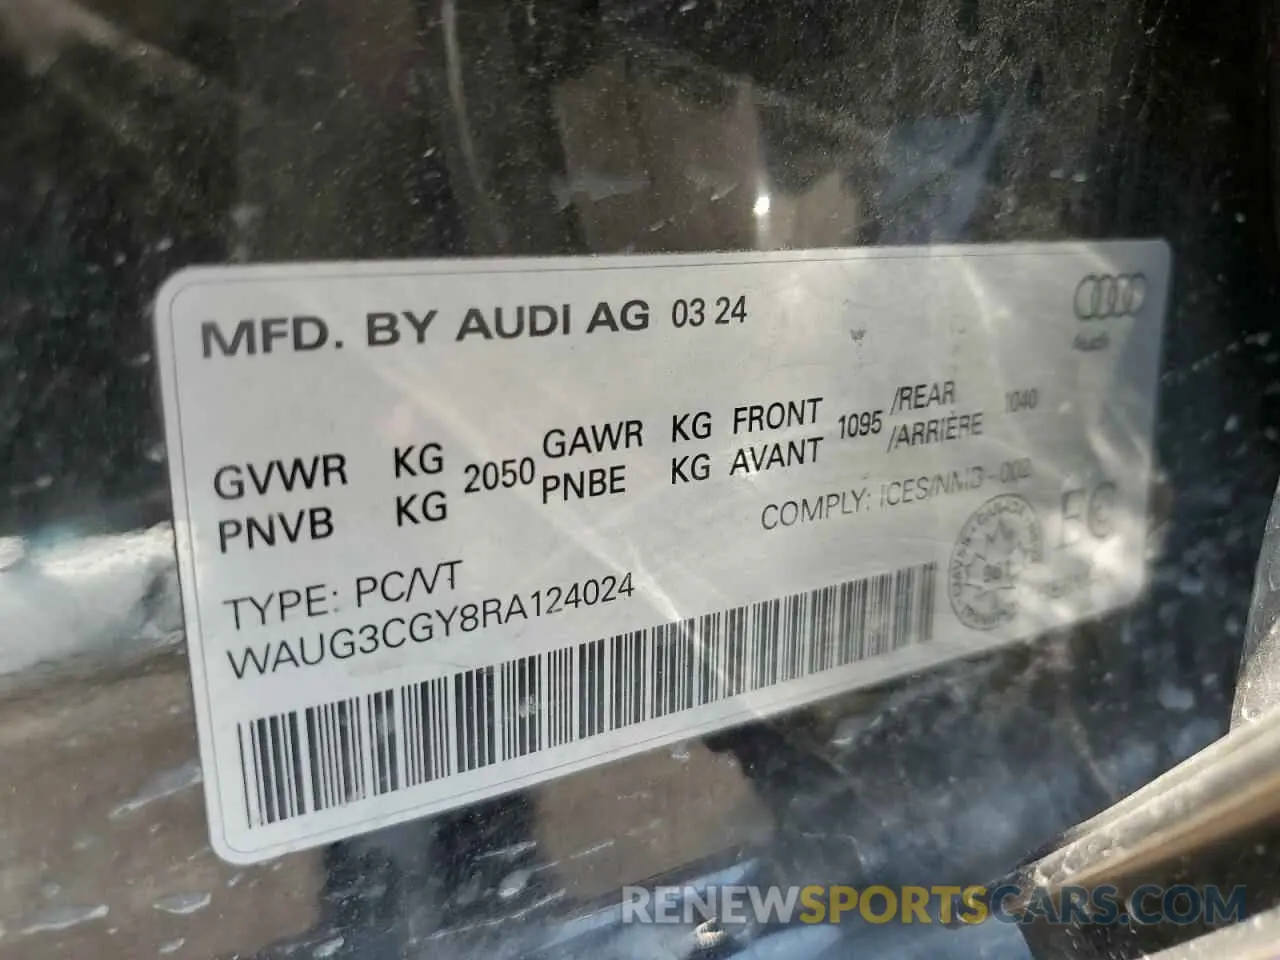 MFD. BY AUDI AG 03 24
Audi
GVWR KG 2050 GAWR KG FRONT 1095 /REAR 1040
PNVB KG PNBE KG AVANT /ARRIÈRE
COMPLY: ICES/NMB-002
TYPE: PC/VT
WAUG3CGY8RA124024
RENEWSPORTSCARS.COM